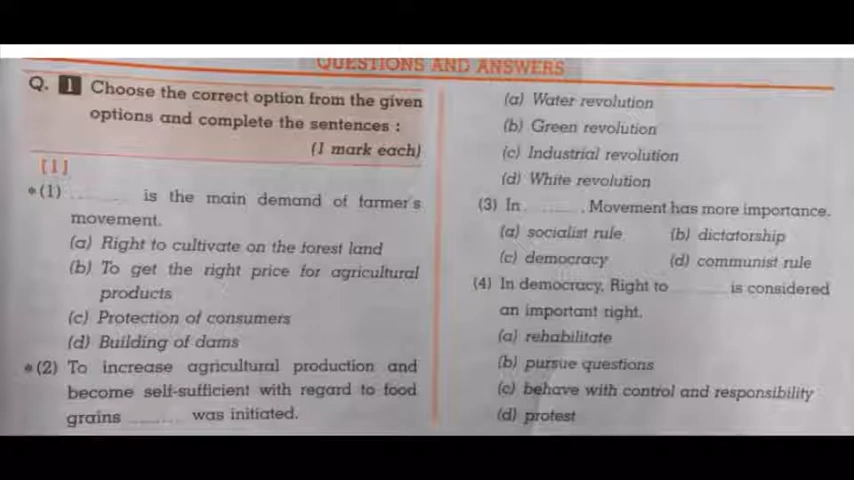 QUESTIONS AND ANSWERS
Q. 1 Choose the correct option from the given
options and complete the sentences :
(1 mark each)
[1]
*(1) ........ is the main demand of farmer's
movement.
(a) Right to cultivate on the forest land
(b) To get the right price for agricultural
products
(c) Protection of consumers
(d) Building of dams
*(2) To increase agricultural production and
become self-sufficient with regard to food
grains ........ was initiated.
(a) Water revolution
(b) Green revolution
(c) Industrial revolution
(d) White revolution
(3) In ........ Movement has more importance.
(a) socialist rule (b) dictatorship
(c) democracy (d) communist rule
(4) In democracy, Right to ........ is considered
an important right.
(a) rehabilitate
(b) pursue questions
(c) behave with control and responsibility
(d) protest